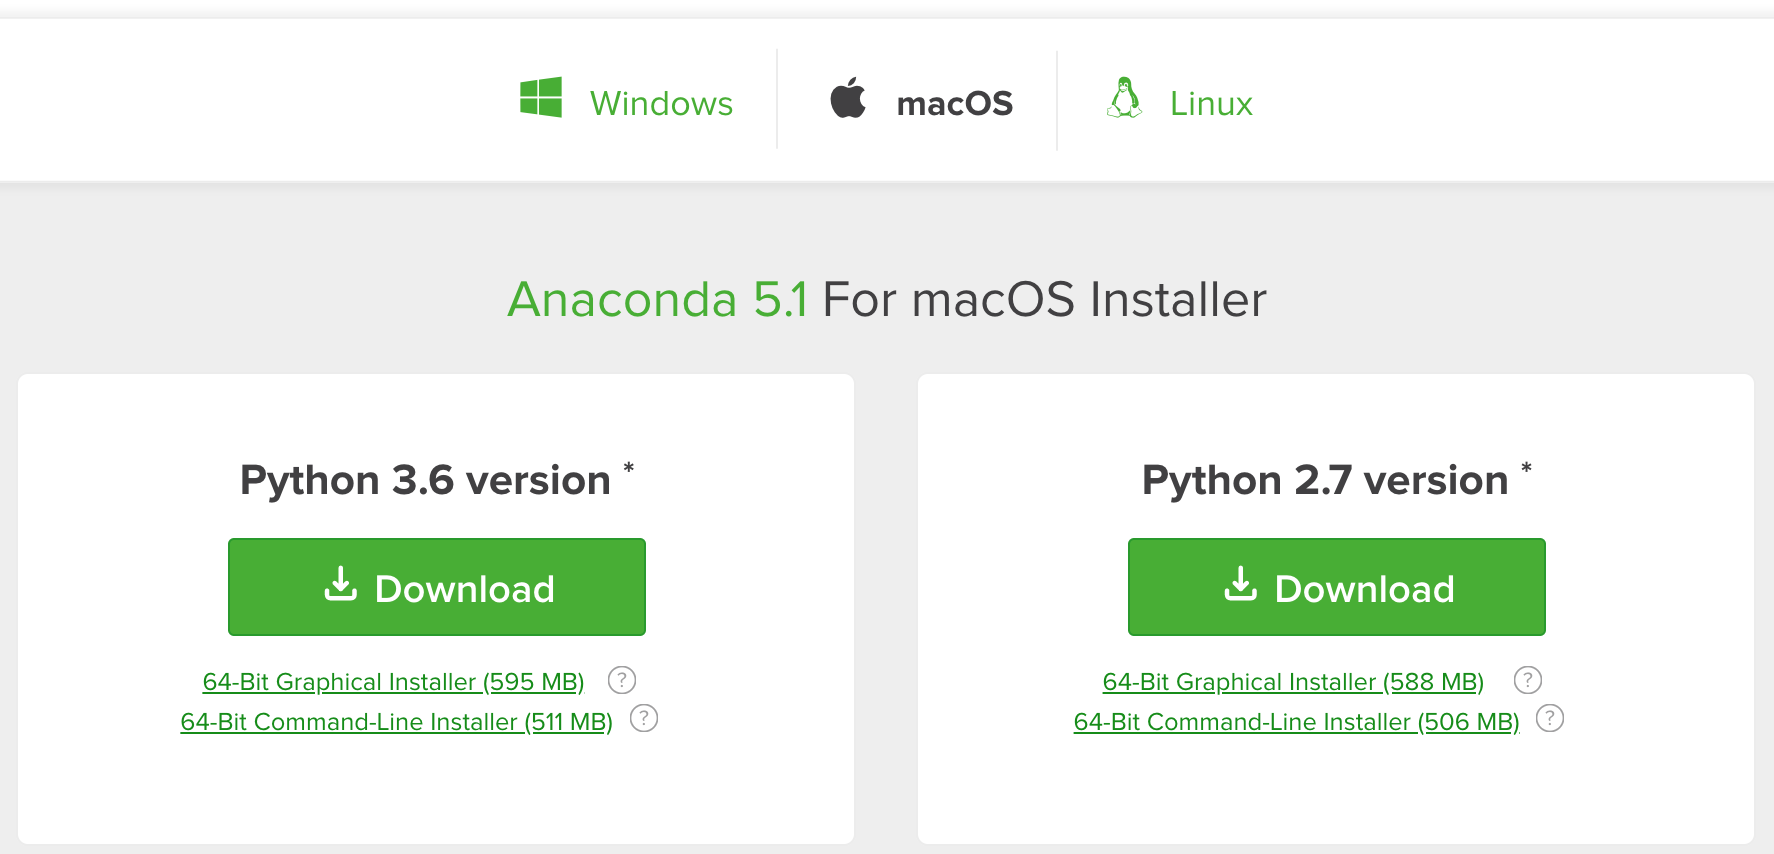 Windows
macOS
Linux
Anaconda 5.1 For macOS Installer
Python 3.6 version *
Download
64-Bit Graphical Installer (595 MB) ?
64-Bit Command-Line Installer (511 MB) ?
Python 2.7 version *
Download
64-Bit Graphical Installer (588 MB) ?
64-Bit Command-Line Installer (506 MB) ?